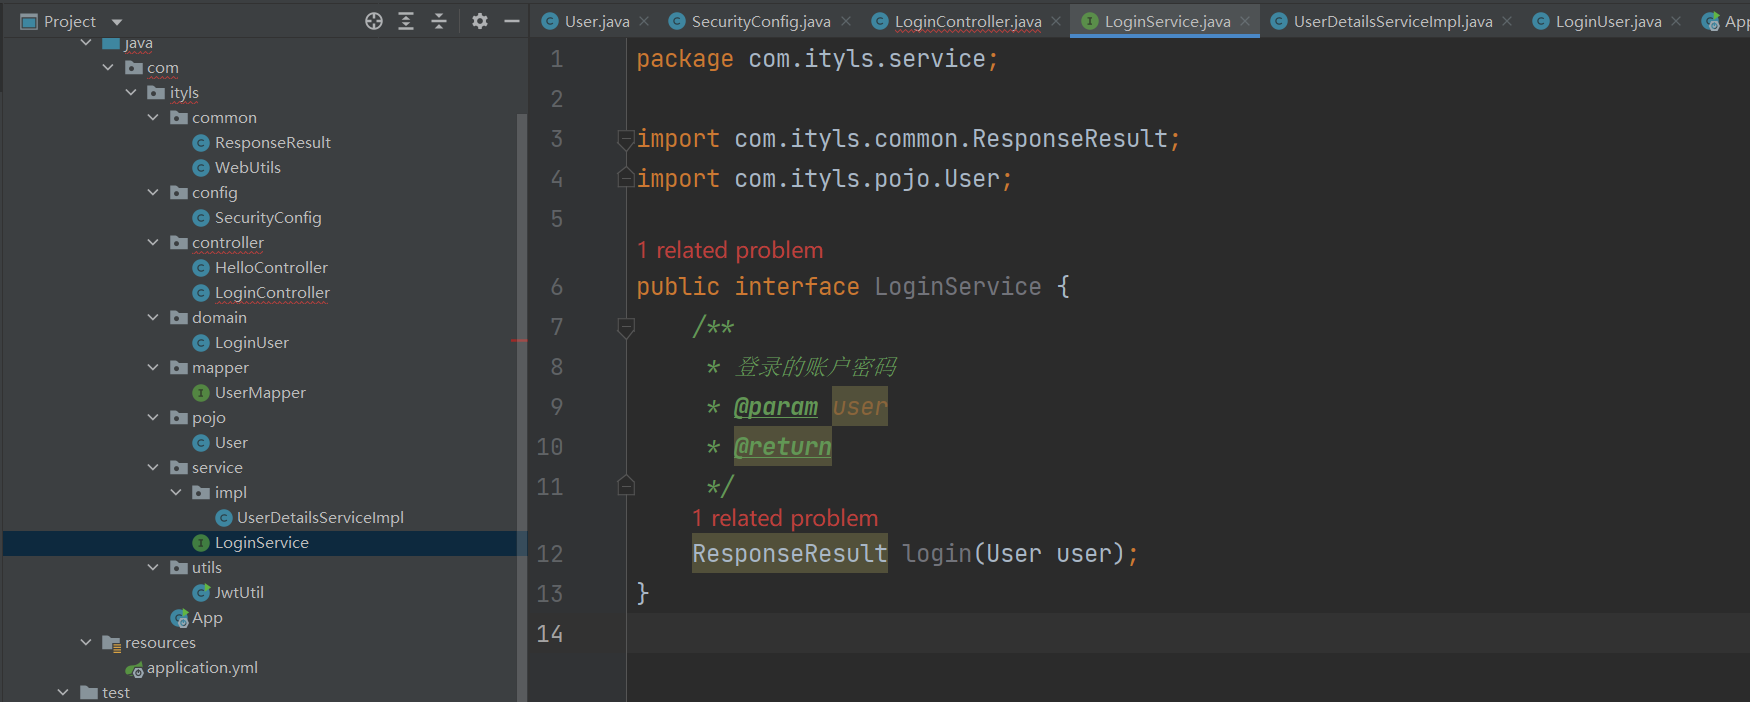 Project
java
com
ityls
common
ResponseResult
WebUtils
config
SecurityConfig
controller
HelloController
LoginController
domain
LoginUser
mapper
UserMapper
pojo
User
service
impl
UserDetailsServiceImpl
LoginService
utils
JwtUtil
App
resources
application.yml
test
User.java SecurityConfig.java LoginController.java LoginService.java UserDetailsServiceImpl.java LoginUser.java App
1 package com.ityls.service;
2
3 import com.ityls.common.ResponseResult;
4 import com.ityls.pojo.User;
5
1 related problem
6 public interface LoginService {
7 /**
8 * 登录的账户密码
9 * @param user
10 * @return
11 */
1 related problem
12 ResponseResult login(User user);
13 }
14